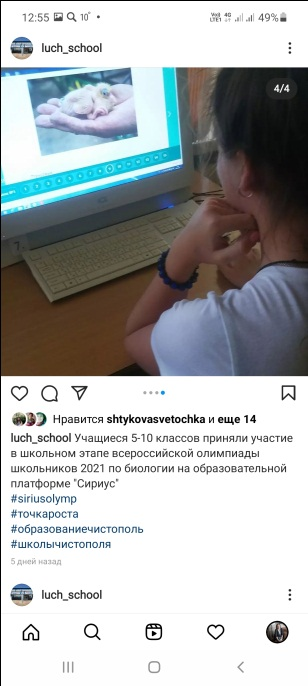 12:55 10° 49%
luch_school
4/4
Нравится shtykovasvetochka и еще 14
luch_school Учащиеся 5-10 классов приняли участие
в школьном этапе всероссийской олимпиады
школьников 2021 по биологии на образовательной
платформе "Сириус"
#siriusolymp
#точкароста
#образованиечистополь
#школычистополя
5 дней назад
luch_school